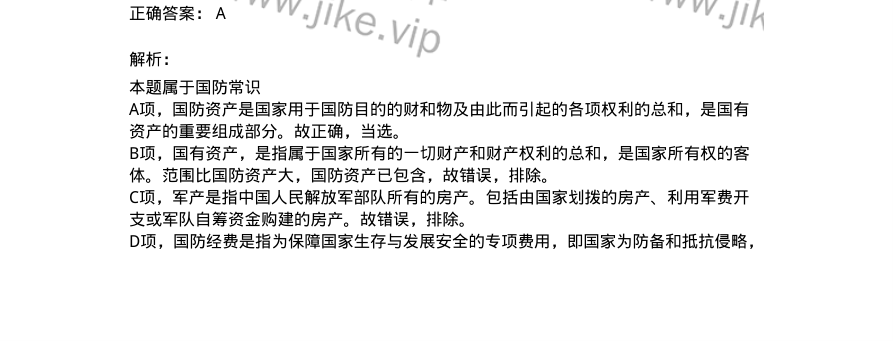 正确答案： A
www.jike.vip
解析：
本题属于国防常识
A项，国防资产是国家用于国防目的的财和物及由此而引起的各项权利的总和，是国有
资产的重要组成部分。故正确，当选。
B项，国有资产，是指属于国家所有的一切财产和财产权利的总和，是国家所有权的客
体。范围比国防资产大，国防资产已包含，故错误，排除。
C项，军产是指中国人民解放军部队所有的房产。包括由国家划拨的房产、利用军费开
支或军队自筹资金购建的房产。故错误，排除。
D项，国防经费是指为保障国家生存与发展安全的专项费用，即国家为防备和抵抗侵略，